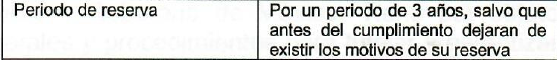 Periodo de reserva
Por un periodo de 3 años, salvo que
antes del cumplimiento dejaran de
existir los motivos de su reserva